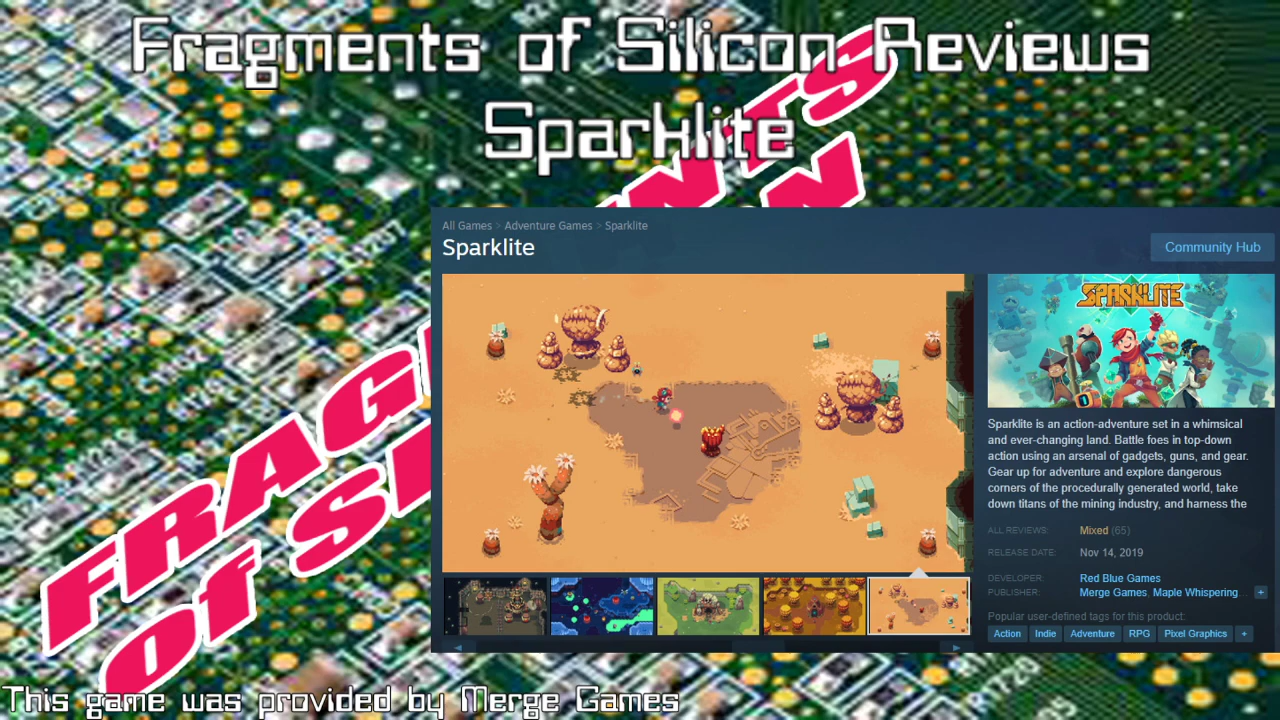 Fragments of Silicon Reviews
Sparklite
FRAG
of SI
NTS
N
All Games > Adventure Games > Sparklite
Sparklite
Community Hub
SPARKLITE
Sparklite is an action-adventure set in a whimsical
and ever-changing land. Battle foes in top-down
action using an arsenal of gadgets, guns, and gear.
Gear up for adventure and explore dangerous
corners of the procedurally generated world, take
down titans of the mining industry, and harness the
ALL REVIEWS: Mixed (65)
RELEASE DATE: Nov 14, 2019
DEVELOPER: Red Blue Games
PUBLISHER: Merge Games, Maple Whispering...
Popular user-defined tags for this product:
Action Indie Adventure RPG Pixel Graphics +
This game was provided by Merge Games